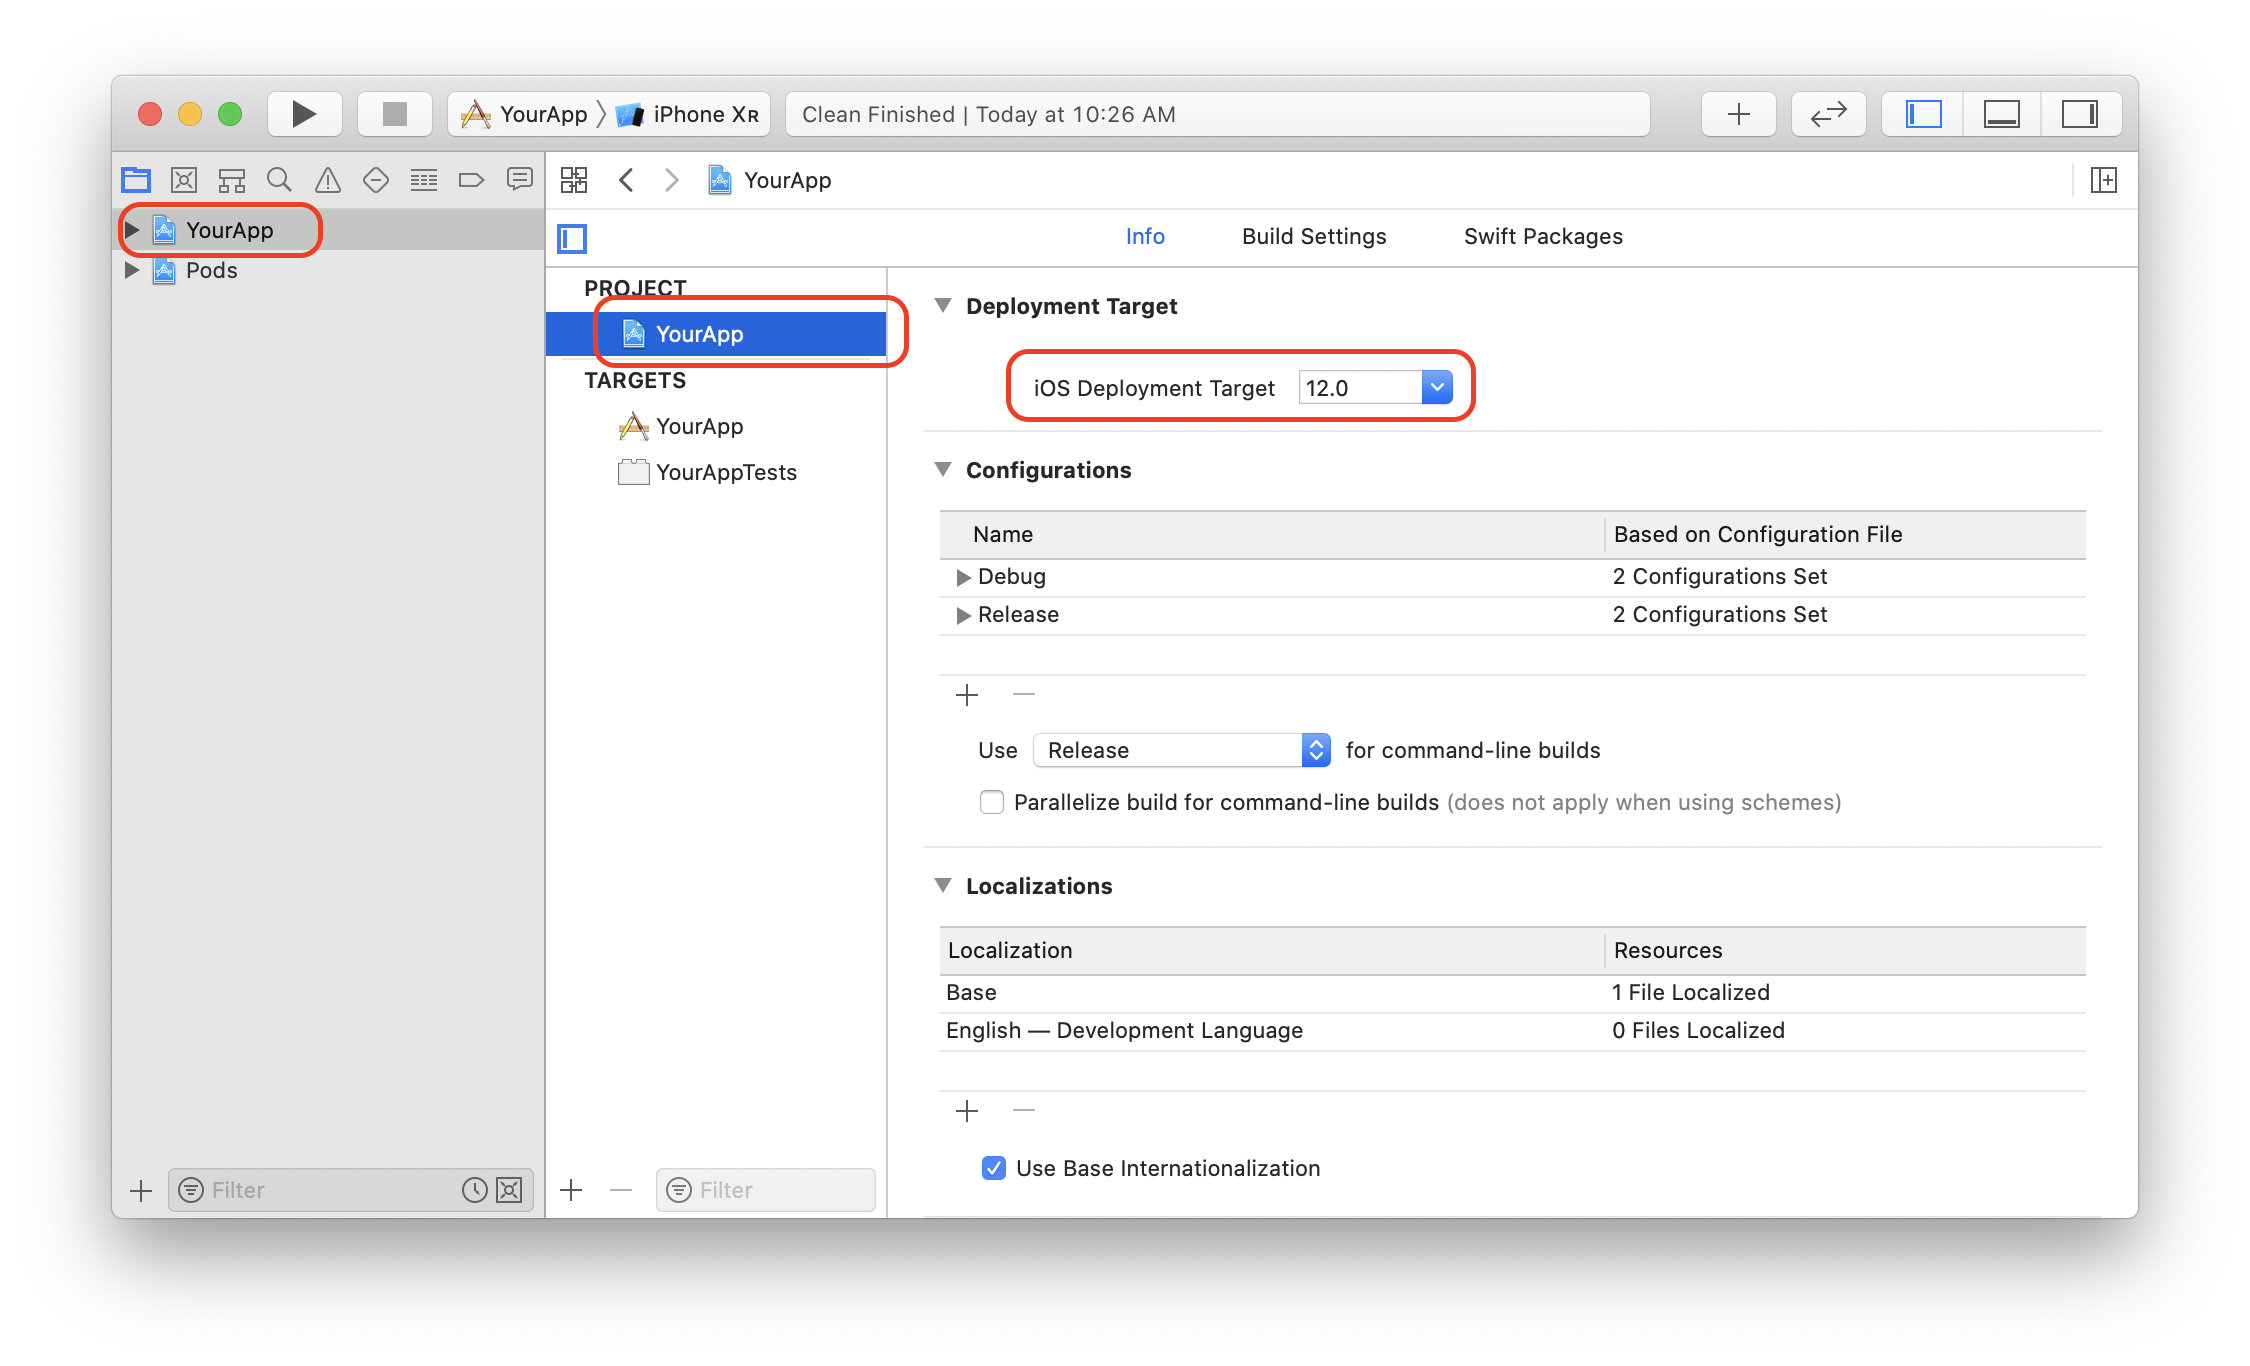 YourApp iPhone XR
Clean Finished | Today at 10:26 AM
YourApp
YourApp
Pods
Info Build Settings Swift Packages
PROJECT
YourApp
TARGETS
YourApp
YourAppTests
Deployment Target
iOS Deployment Target 12.0
Configurations
Name Based on Configuration File
Debug 2 Configurations Set
Release 2 Configurations Set
Use Release for command-line builds
Parallelize build for command-line builds (does not apply when using schemes)
Localizations
Localization Resources
Base 1 File Localized
English — Development Language 0 Files Localized
Use Base Internationalization
Filter
Filter